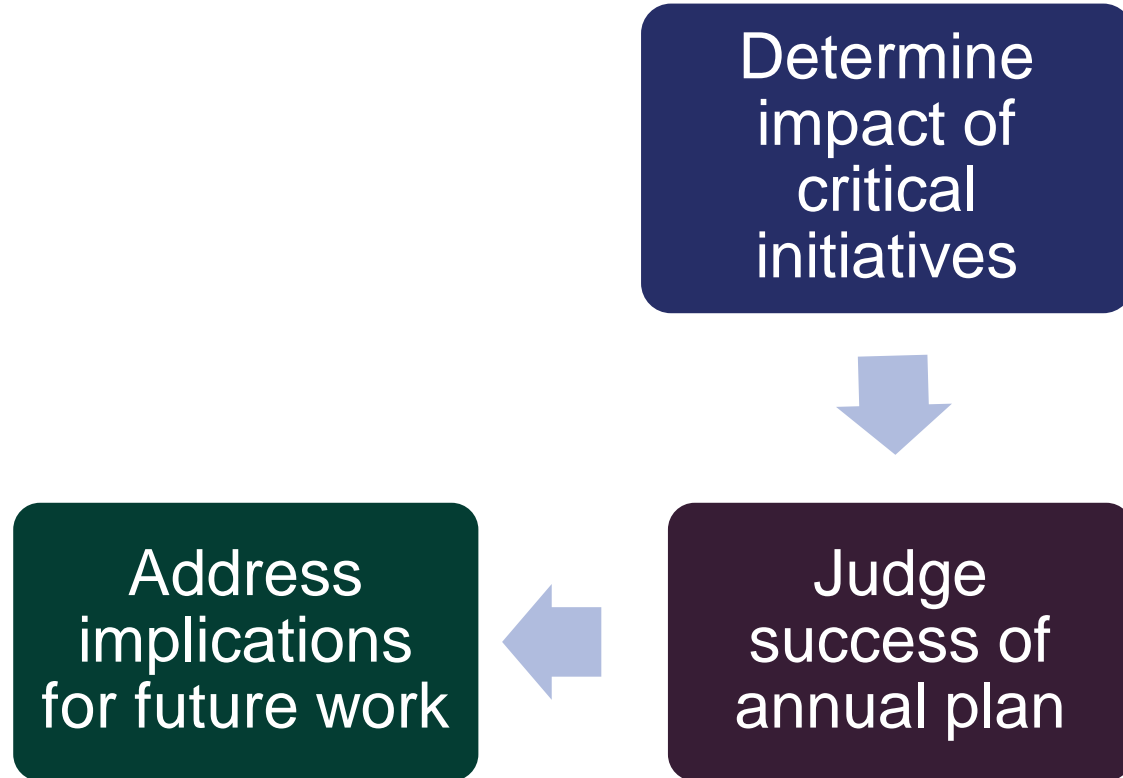 Determine
impact of
critical
initiatives
Judge
success of
annual plan
Address
implications
for future work